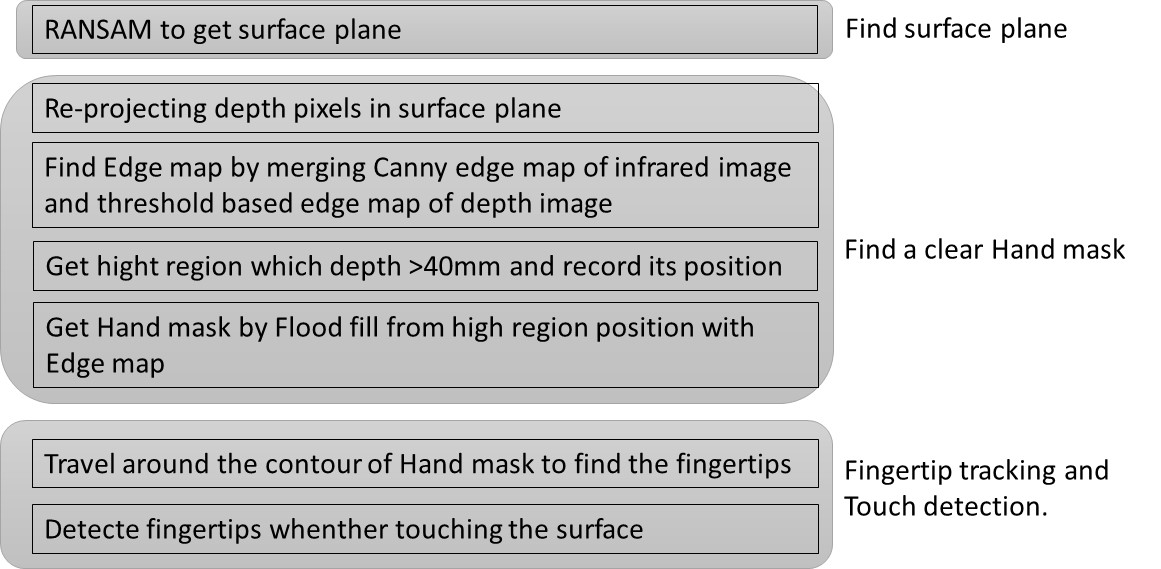 RANSAM to get surface plane
Find surface plane
Re-projecting depth pixels in surface plane
Find Edge map by merging Canny edge map of infrared image
and threshold based edge map of depth image
Get hight region which depth >40mm and record its position
Get Hand mask by Flood fill from high region position with
Edge map
Find a clear Hand mask
Travel around the contour of Hand mask to find the fingertips
Detecte fingertips whenther touching the surface
Fingertip tracking and
Touch detection.